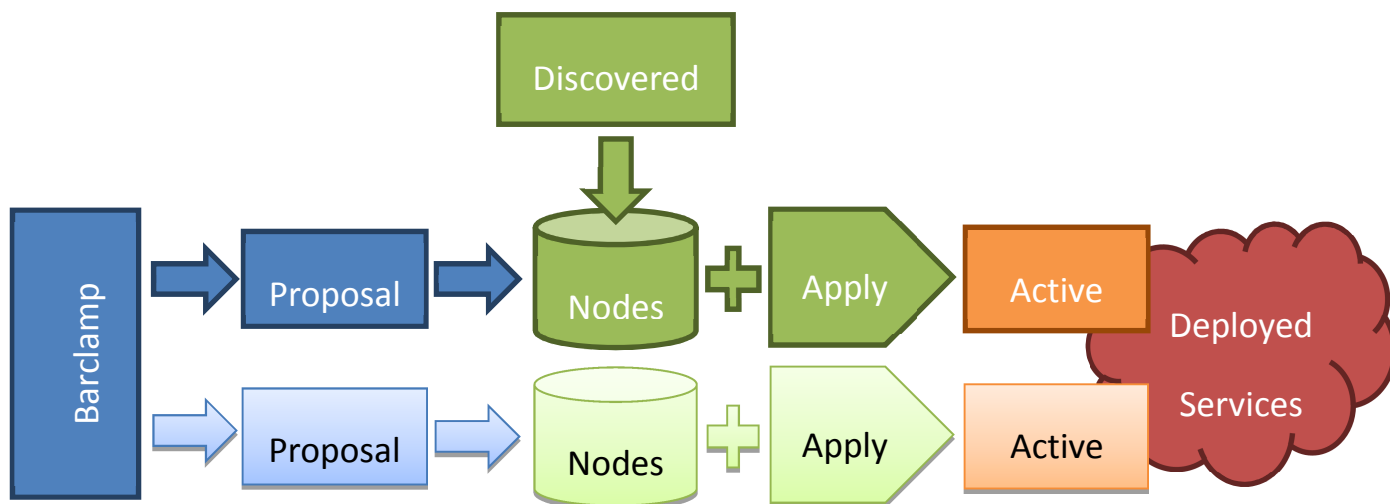 Discovered
Barclamp
Proposal
Nodes
Apply
Active
Deployed
Services
Proposal
Nodes
Apply
Active